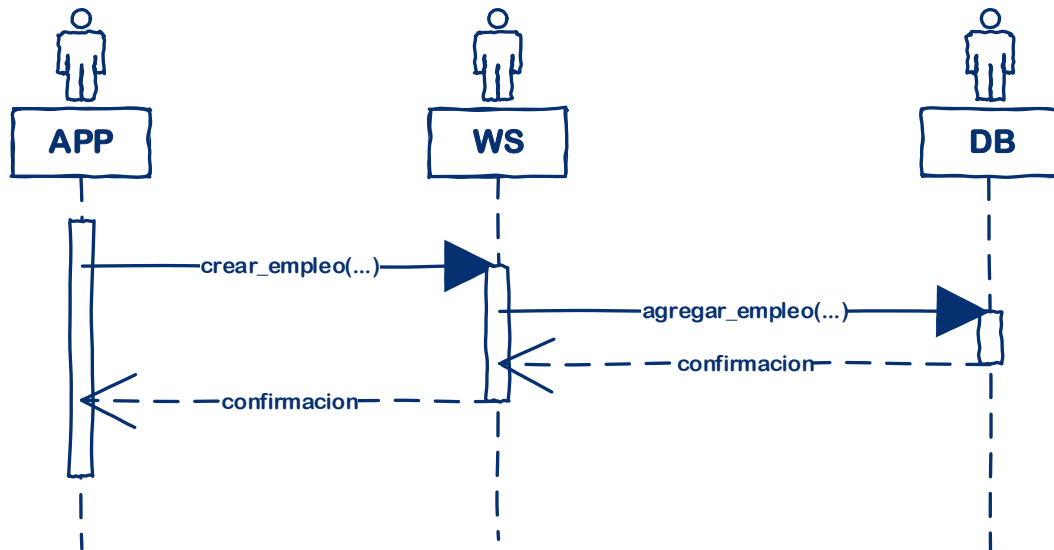 APP
WS
DB
crear_empleo(...)
agregar_empleo(...)
confirmacion
confirmacion